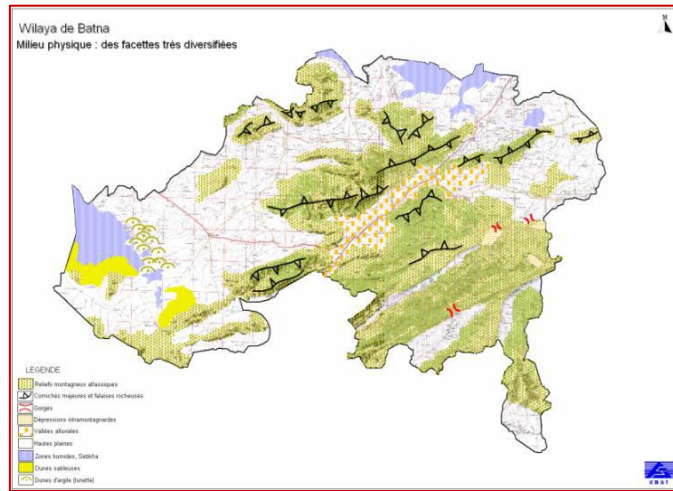 Wilaya de Batna
Milieu physique : des facettes trés diversifiées
N
LEGENDE
Reliefs montagneux atlassiques
Corniches majeures et falaises rocheuses
Gorges
Dépressions intramontagnardes
Vallées alluviales
Hautes plaines
Zones humides, Sebkha
Dunes sableuses
Dunes d'argile (lunette)